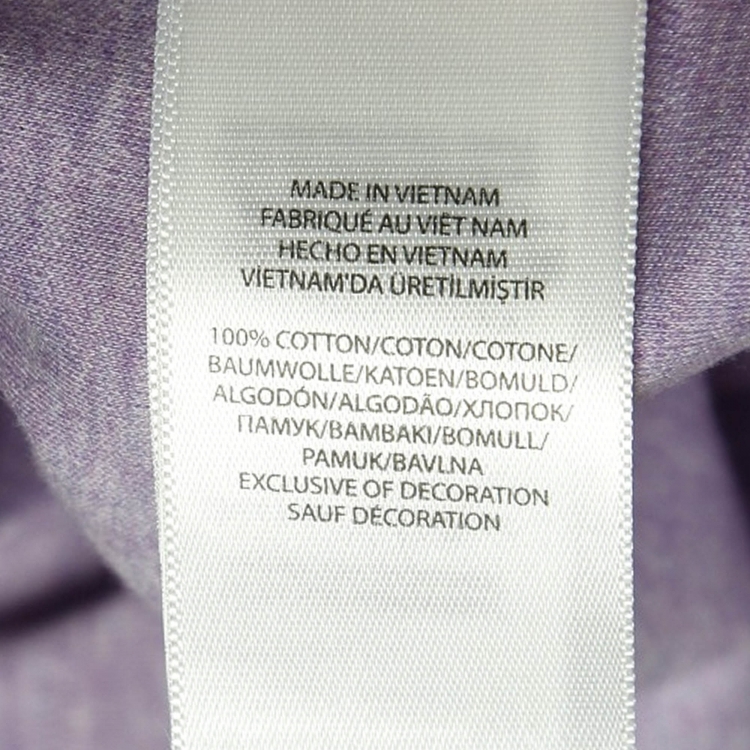 MADE IN VIETNAM
FABRIQUÉ AU VIÊT NAM
HECHO EN VIETNAM
VİETNAM'DA ÜRETİLMİŞTİR
100% COTTON/COTON/COTONE/
BAUMWOLLE/KATOEN/BOMULD/
ALGODÓN/ALGODÃO/ХЛОПОК/
ПАМУК/BAMBAKI/BOMULL/
PAMUK/BAVLNA
EXCLUSIVE OF DECORATION
SAUF DÉCORATION